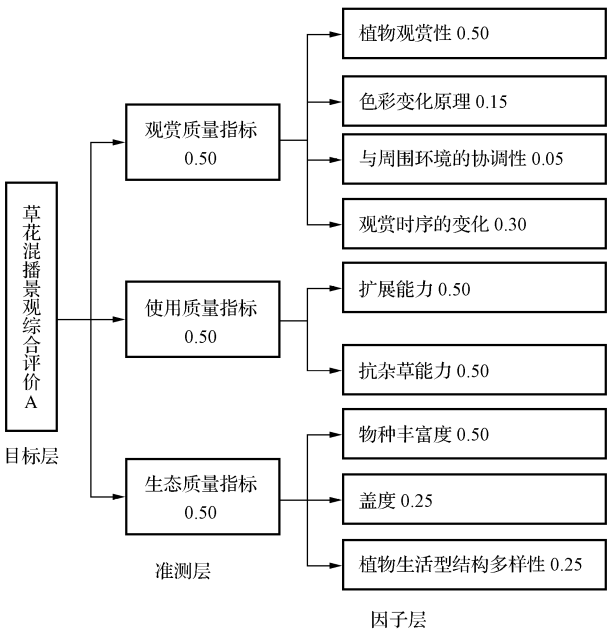 草花混播景观综合评价A
目标层
观赏质量指标
0.50
使用质量指标
0.50
生态质量指标
0.50
准测层
植物观赏性 0.50
色彩变化原理 0.15
与周围环境的协调性 0.05
观赏时序的变化 0.30
扩展能力 0.50
抗杂草能力 0.50
物种丰富度 0.50
盖度 0.25
植物生活型结构多样性 0.25
因子层